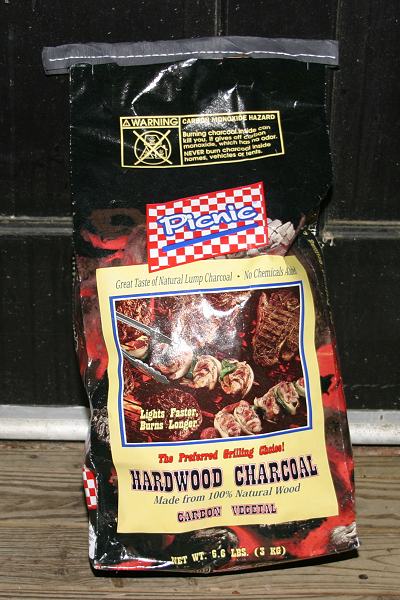 WARNING
CARBON MONOXIDE HAZARD
Burning charcoal inside can
kill you. It gives off carbon
monoxide, which has no odor.
NEVER burn charcoal inside
homes, vehicles or tents.
Picnic
Great Taste of Natural Lump Charcoal • No Chemicals
Lights Faster,
Burns Longer
The Preferred Grilling Choice!
HARDWOOD CHARCOAL
Made from 100% Natural Wood
CARBON VEGETAL
NET WT. 6.6 LBS. (3 KG)